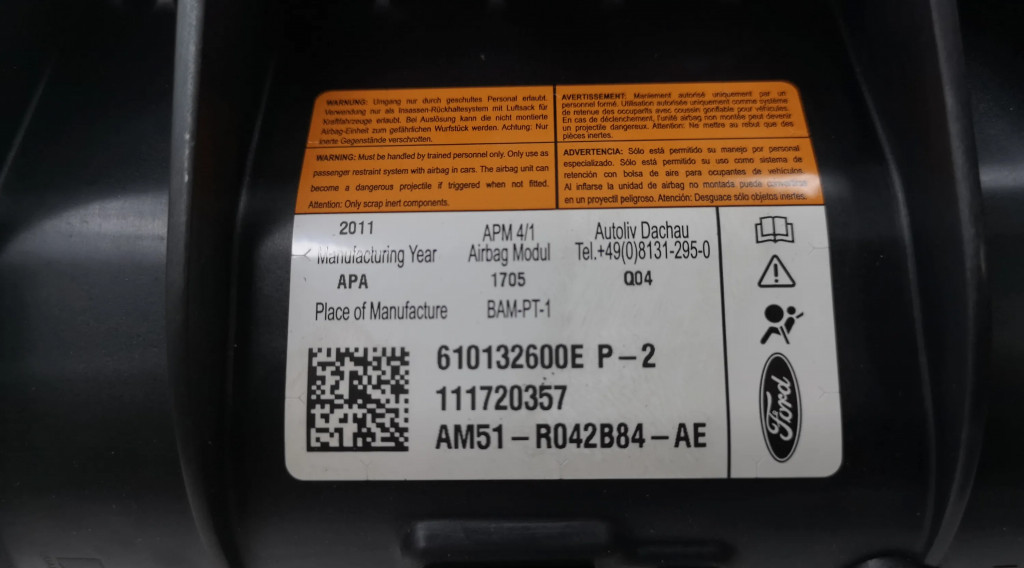 WARNUNG: Umgang nur durch geschultes Personal erlaubt.
Verwendung nur als Insassen-Rückhaltesystem mit Luftsack für
Kraftfahrzeuge erlaubt. Bei Auslösung kann die nicht montierte
Airbag-Einheit zum gefährlichen Wurfstück werden. Achtung: Nur
inerte Gegenstände verschrotten.
AVERTISSEMENT: Maniement autorisé uniquement par un
personnel formé. Utilisation autorisée uniquement comme système
de retenue des occupants avec coussin gonflable pour véhicules.
En cas de déclenchement, l'unité airbag non montée peut devenir
un projectile dangereux. Attention: Ne mettre au rebut que des
pièces inertes.
WARNING: Must be handled by trained personnel only. Only use as
passenger restraint system with airbag in cars. The airbag unit can
become a dangerous projectile if triggered when not fitted.
Attention: Only scrap inert components.
ADVERTENCIA: Sólo está permitido su manejo por personal
especializado. Sólo está permitido su uso como sistema de
retención con bolsa de aire para ocupantes de vehículos.
Al inflarse la unidad de airbag no montada, puede convertirse
en un proyectil peligroso. Atención: Desguace sólo objetos inertes.
2011 APM 4/1 Autoliv Dachau
Manufacturing Year Airbag Modul Tel.+49(0)8131-295-0
APA 1705 Q04
Place of Manufacture BAM-PT-1
610132600E P-2
111720357
AM51-R042B84-AE
Ford